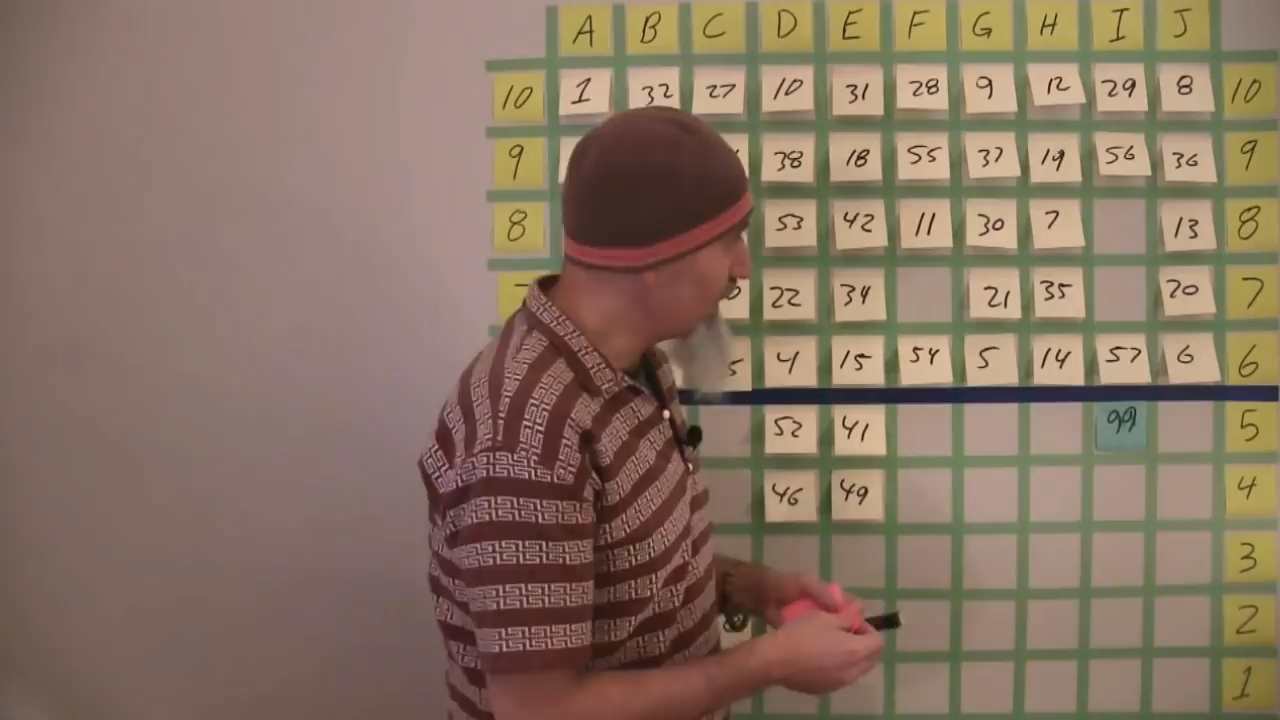 A B C D E F G H I J
10 1 32 27 10 31 28 9 12 29 8 10
9 38 18 55 37 19 56 36 9
8 53 42 11 30 7 13 8
22 34 21 35 20 7
4 15 54 5 14 57 6 6
52 41 99 5
46 49 4
3
2
1